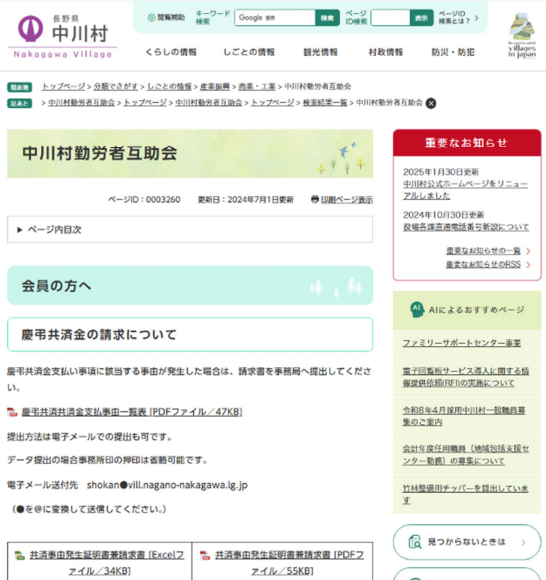 長野県
中川村
Nakagawa Village
閲覧補助
キーワード
検索
Google 提供
検索
ページ
ID検索
表示
ページID
検索とは？
the most beautiful
villages
in japan
くらしの情報
しごとの情報
観光情報
村政情報
防災・防犯
現在地
トップページ > 分類でさがす > しごとの情報 > 産業振興 > 商業・工業 > 中川村勤労者互助会
足あと
> 中川村勤労者互助会 > トップページ > 中川村勤労者互助会 > トップページ > 検索結果一覧 > 中川村勤労者互助会
中川村勤労者互助会
ページID：0003260
更新日：2024年7月1日更新
印刷ページ表示
▶ ページ内目次
会員の方へ
慶弔共済金の請求について
慶弔共済金支払い事項に該当する事由が発生した場合は、請求書を事務局へ提出してくださ
い。
慶弔共済共済金支払事由一覧表 [PDFファイル／47KB]
提出方法は電子メールでの提出も可です。
データ提出の場合事務所印の押印は省略可能です。
電子メール送付先　shokan●vill.nagano-nakagawa.lg.jp
（●を@に変換して送信してください。）
共済事由発生証明書兼請求書 [Excelフ
ァイル／34KB]
共済事由発生証明書兼請求書 [PDFフ
ァイル／55KB]
重要なお知らせ
2025年1月30日更新
中川村公式ホームページをリニュー
アルしました
2024年10月30日更新
役場各課直通電話番号新設について
重要なお知らせの一覧
重要なお知らせのRSS
AI
AIによるおすすめページ
ファミリーサポートセンター事業
電子回覧板サービス導入に関する情
報提供依頼(RFI)の実施について
令和8年4月採用中川村一般職員募
集のご案内
会計年度任用職員（地域包括支援セ
ンター勤務）の募集について
竹林整備用チッパーを貸出していま
す
見つからないときは